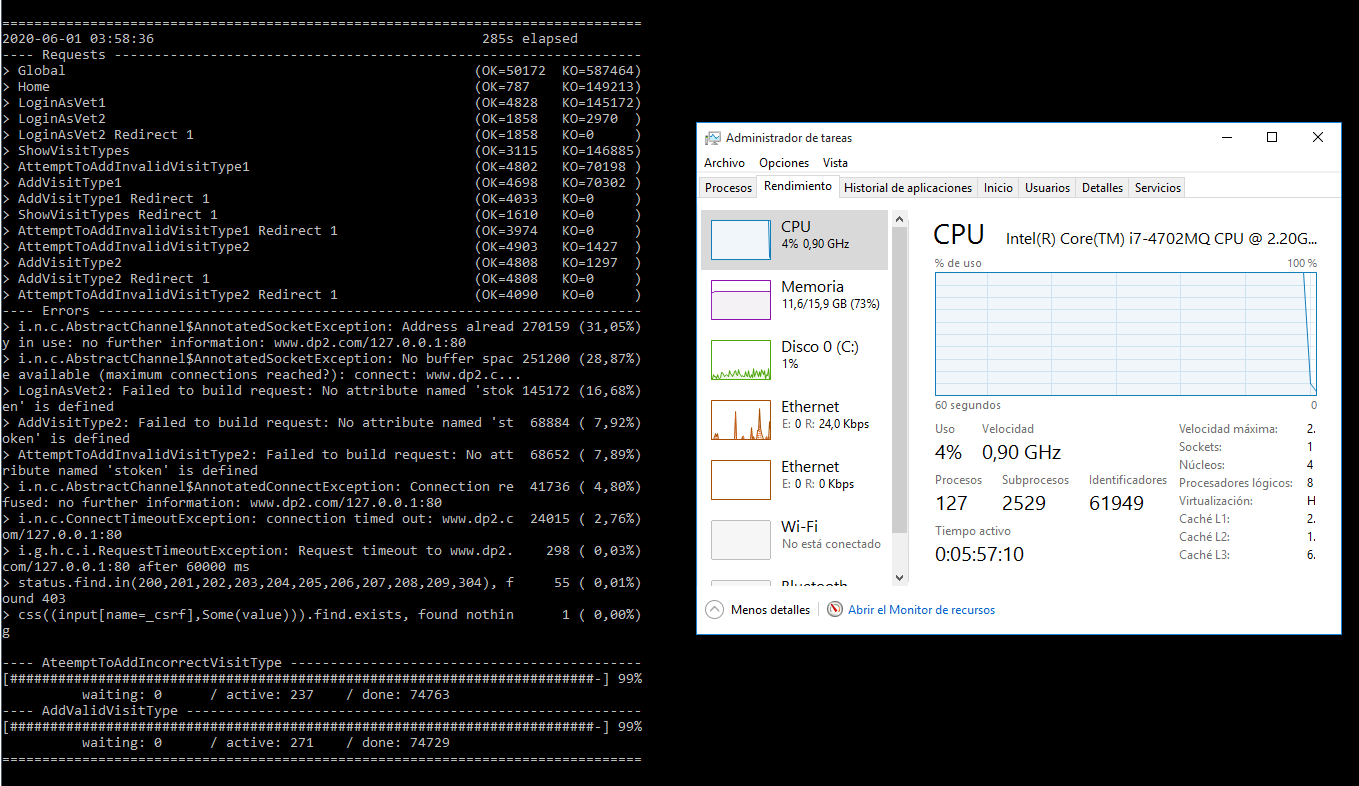 ================================================================================
2020-06-01 03:58:36                                         285s elapsed
---- Requests ------------------------------------------------------------------
> Global                                                   (OK=50172  KO=587464)
> Home                                                     (OK=787    KO=149213)
> LoginAsVet1                                              (OK=4828   KO=145172)
> LoginAsVet2                                              (OK=1858   KO=2970  )
> LoginAsVet2 Redirect 1                                   (OK=1858   KO=0     )
> ShowVisitTypes                                           (OK=3115   KO=146885)
> AttemptToAddInvalidVisitType1                            (OK=4802   KO=70198 )
> AddVisitType1                                            (OK=4698   KO=70302 )
> AddVisitType1 Redirect 1                                 (OK=4033   KO=0     )
> ShowVisitTypes Redirect 1                                (OK=1610   KO=0     )
> AttemptToAddInvalidVisitType1 Redirect 1                 (OK=3974   KO=0     )
> AttemptToAddInvalidVisitType2                            (OK=4903   KO=1427  )
> AddVisitType2                                            (OK=4808   KO=1297  )
> AddVisitType2 Redirect 1                                 (OK=4808   KO=0     )
> AttemptToAddInvalidVisitType2 Redirect 1                 (OK=4090   KO=0     )
---- Errors --------------------------------------------------------------------
> i.n.c.AbstractChannel$AnnotatedSocketException: Address alread 270159 (31,05%)
y in use: no further information: www.dp2.com/127.0.0.1:80
> i.n.c.AbstractChannel$AnnotatedSocketException: No buffer spac 251200 (28,87%)
e available (maximum connections reached?): connect: www.dp2.c...
> LoginAsVet2: Failed to build request: No attribute named 'stok 145172 (16,68%)
en' is defined
> AddVisitType2: Failed to build request: No attribute named 'st  68884 ( 7,92%)
oken' is defined
> AttemptToAddInvalidVisitType2: Failed to build request: No att  68652 ( 7,89%)
ribute named 'stoken' is defined
> i.n.c.AbstractChannel$AnnotatedConnectException: Connection re  41736 ( 4,80%)
fused: no further information: www.dp2.com/127.0.0.1:80
> i.n.c.ConnectTimeoutException: connection timed out: www.dp2.c  24015 ( 2,76%)
om/127.0.0.1:80
> i.g.h.c.i.RequestTimeoutException: Request timeout to www.dp2.    298 ( 0,03%)
com/127.0.0.1:80 after 60000 ms
> status.find.in(200,201,202,203,204,205,206,207,208,209,304), f     55 ( 0,01%)
ound 403
> css((input[name=_csrf],Some(value))).find.exists, found nothin      1 ( 0,00%)
g
---- AteemptToAddIncorrectVisitType --------------------------------------------
[#########################################################################-] 99%
          waiting: 0      / active: 237    / done: 74763
---- AddValidVisitType ---------------------------------------------------------
[#########################################################################-] 99%
          waiting: 0      / active: 271    / done: 74729
================================================================================
Administrador de tareas
Archivo Opciones Vista
Procesos Rendimiento Historial de aplicaciones Inicio Usuarios Detalles Servicios
CPU
4% 0,90 GHz
Memoria
11,6/15,9 GB (73%)
Disco 0 (C:)
1%
Ethernet
E: 0 R: 24,0 Kbps
Ethernet
E: 0 R: 0 Kbps
Wi-Fi
No está conectado
Bluetooth
CPU Intel(R) Core(TM) i7-4702MQ CPU @ 2.20G...
% de uso 100 %
60 segundos 0
Uso Velocidad
4% 0,90 GHz
Procesos Subprocesos Identificadores
127 2529 61949
Tiempo activo
0:05:57:10
Velocidad máxima: 2.
Sockets: 1
Núcleos: 4
Procesadores lógicos: 8
Virtualización: H
Caché L1: 2.
Caché L2: 1.
Caché L3: 6.
Menos detalles Abrir el Monitor de recursos